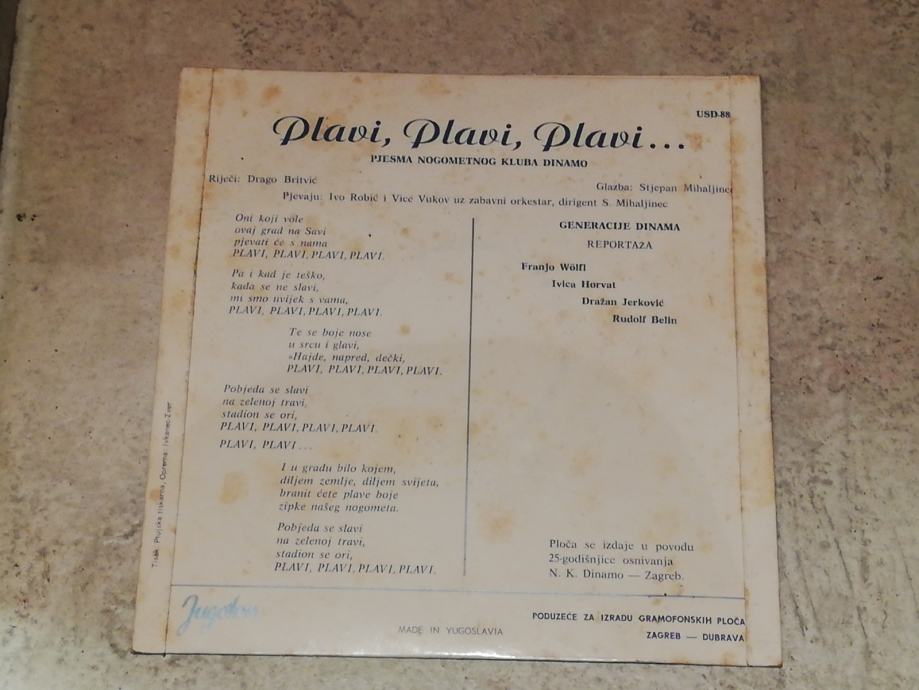 USD-88
Plavi, Plavi, Plavi...
PJESMA NOGOMETNOG KLUBA DINAMO
Riječi: Drago Britvić
Glazba: Stjepan Mihaljinec
Pjevaju: Ivo Robić i Vice Vukov uz zabavni orkestar, dirigent S. Mihaljinec
Oni koji vole
ovaj grad na Savi
pjevati će s nama
PLAVI, PLAVI, PLAVI, PLAVI.
Pa i kad je teško,
kada se ne slavi,
mi smo uvijek s vama,
PLAVI, PLAVI, PLAVI, PLAVI.
Te se boje nose
u srcu i glavi,
»Hajde, napred, dečki,
PLAVI, PLAVI, PLAVI, PLAVI.
Pobjeda se slavi
na zelenoj travi,
stadion se ori,
PLAVI, PLAVI, PLAVI, PLAVI.
PLAVI, PLAVI...
I u gradu bilo kojem,
diljem zemlje, diljem svijeta,
branit ćete plave boje
zipke našeg nogometa.
Pobjeda se slavi
na zelenoj travi,
stadion se ori,
PLAVI, PLAVI, PLAVI, PLAVI.
GENERACIJE DINAMA
REPORTAŽA
Franjo Wölfl
Ivica Horvat
Dražan Jerković
Rudolf Belin
Ploča se izdaje u povodu
25-godišnjice osnivanja
N. K. Dinamo — Zagreb.
Jugoton
MADE IN YUGOSLAVIA
PODUZEĆE ZA IZRADU GRAMOFONSKIH PLOČA
ZAGREB — DUBRAVA
Tisak: tiskarna, Oprema: Ivkanec-Zeer